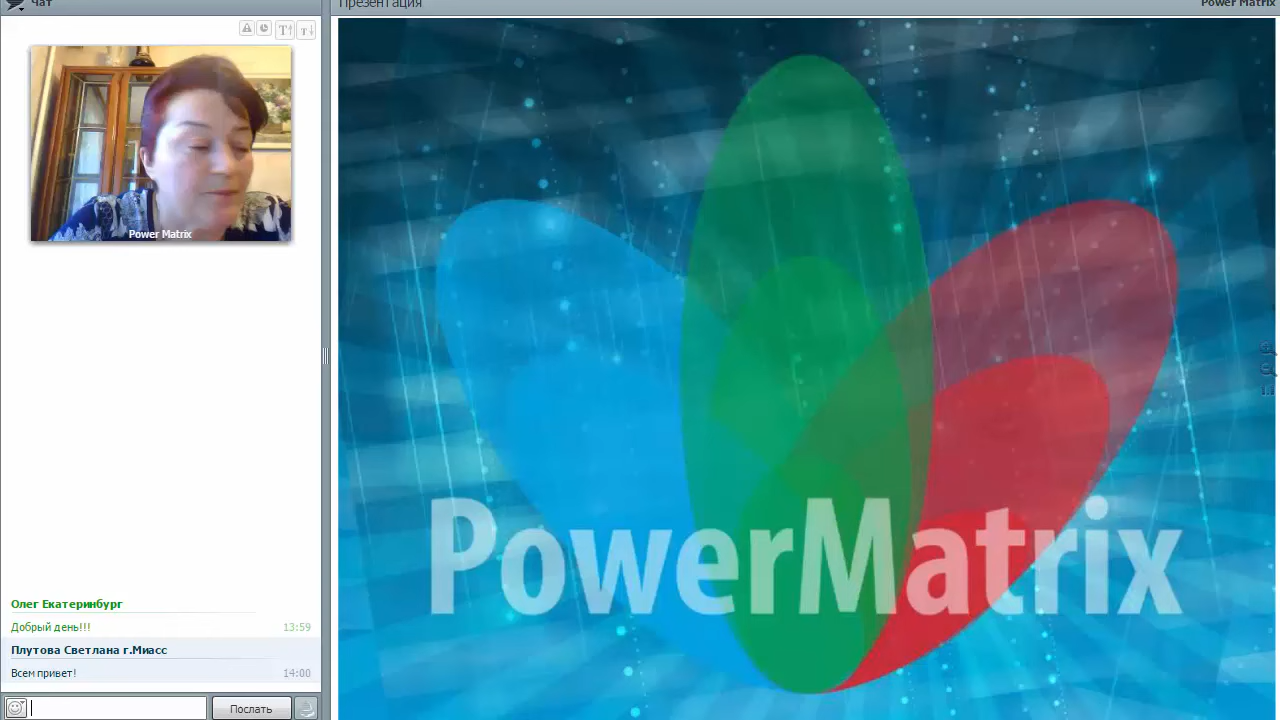 Чат
Презентация
Power Matrix
Power Matrix
PowerMatrix
Олег Екатеринбург
Добрый день!!!
13:59
Плутова Светлана г.Миасс
Всем привет!
14:00
Послать